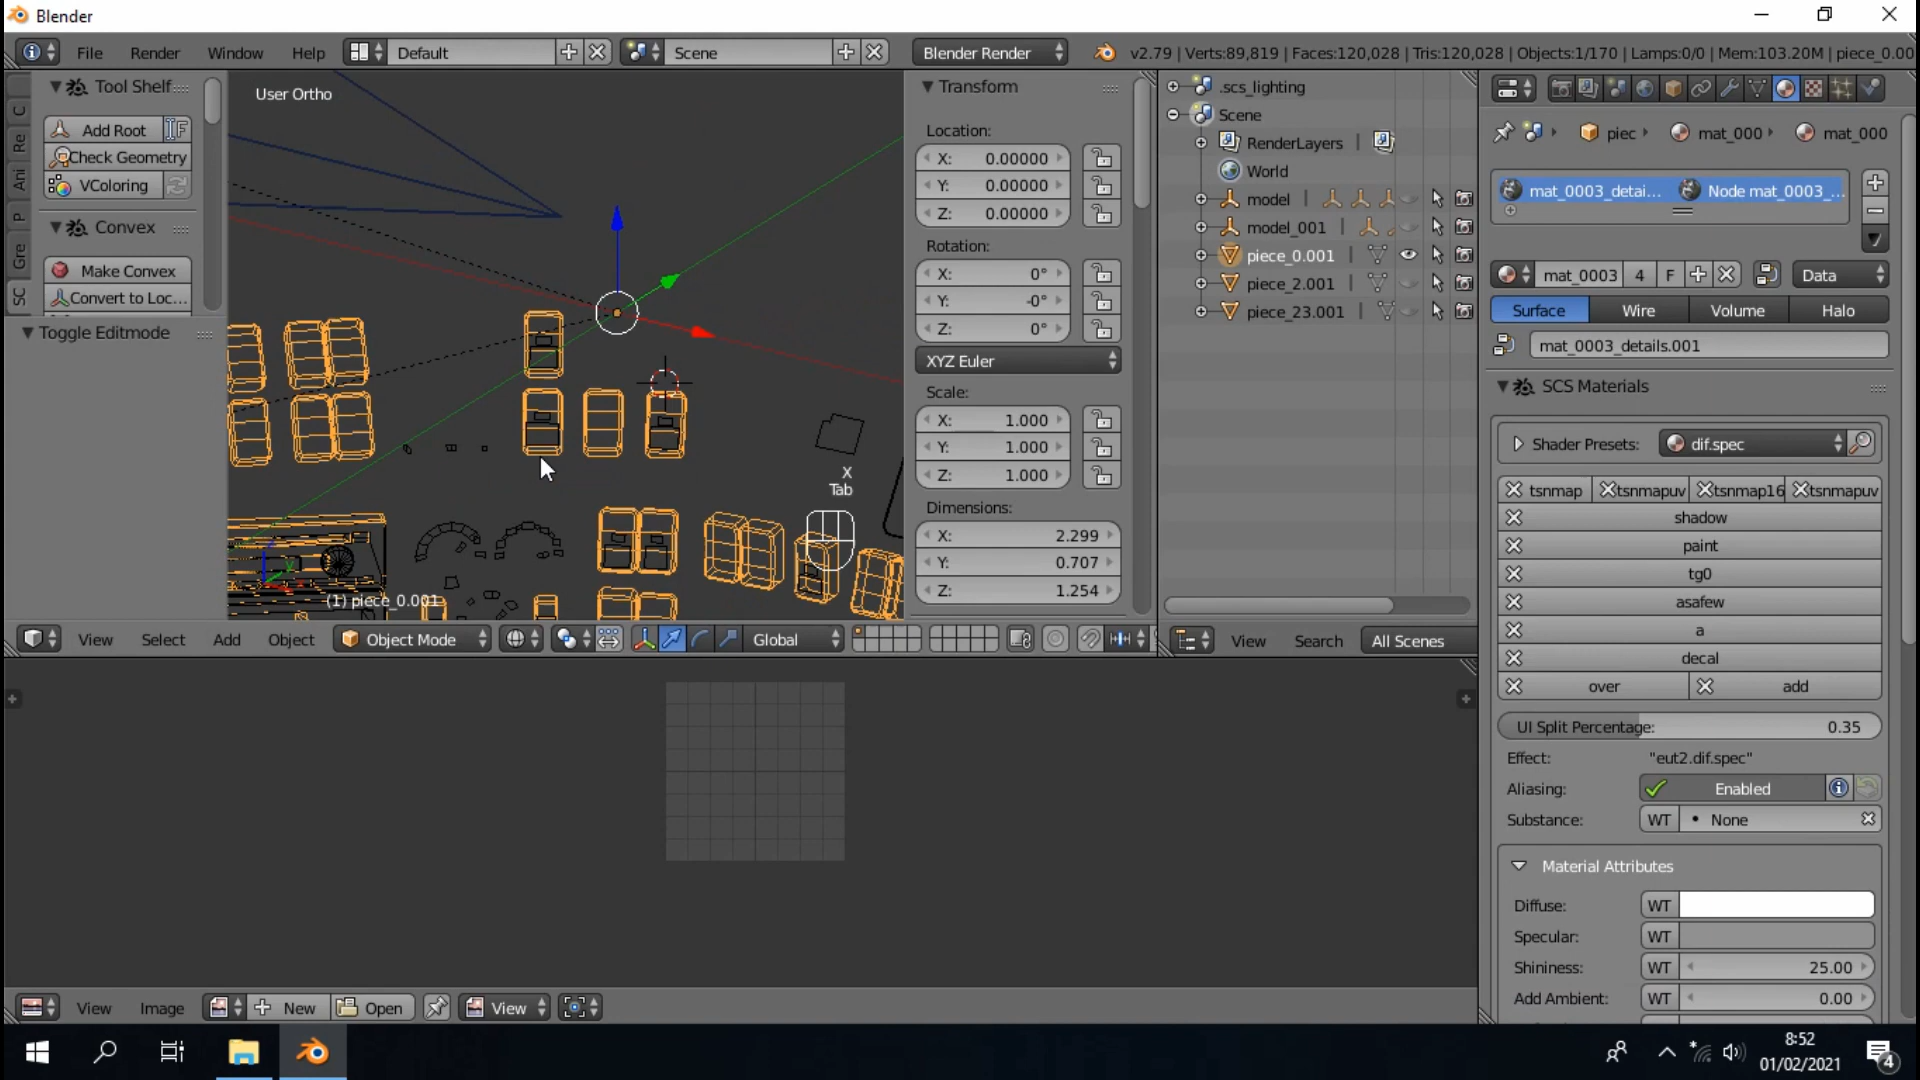 Blender
File
Render
Window
Help
Default
Scene
Blender Render
v2.79 | Verts:89,819 | Faces:120,028 | Tris:120,028 | Objects:1/170 | Lamps:0/0 | Mem:103.20M | piece_0.00
Tool Shelf
Add Root
F
Check Geometry
VColoring
Convex
Make Convex
Convert to Loc...
Toggle Editmode
C
Re
Ani
P
Gre
SC
User Ortho
X
Tab
(1) piece_0.001
Transform
Location:
X: 0.00000
Y: 0.00000
Z: 0.00000
Rotation:
X: 0°
Y: -0°
Z: 0°
XYZ Euler
Scale:
X: 1.000
Y: 1.000
Z: 1.000
Dimensions:
X: 2.299
Y: 0.707
Z: 1.254
.scs_lighting
Scene
RenderLayers
World
model
model_001
piece_0.001
piece_2.001
piece_23.001
View
Select
Add
Object
Object Mode
Global
View
Search
All Scenes
piec
mat_000
mat_000
mat_0003_detai...
Node mat_0003_...
mat_0003
4
F
Data
Surface
Wire
Volume
Halo
mat_0003_details.001
SCS Materials
Shader Presets:
dif.spec
tsnmap
tsnmapuv
tsnmap16
tsnmapuv
shadow
paint
tg0
asafew
a
decal
over
add
UI Split Percentage: 0.35
Effect: "eut2.dif.spec"
Aliasing: Enabled
Substance: WT • None
Material Attributes
Diffuse: WT
Specular: WT
Shininess: WT 25.00
Add Ambient: WT 0.00
View
Image
New
Open
View
8:52
01/02/2021
4